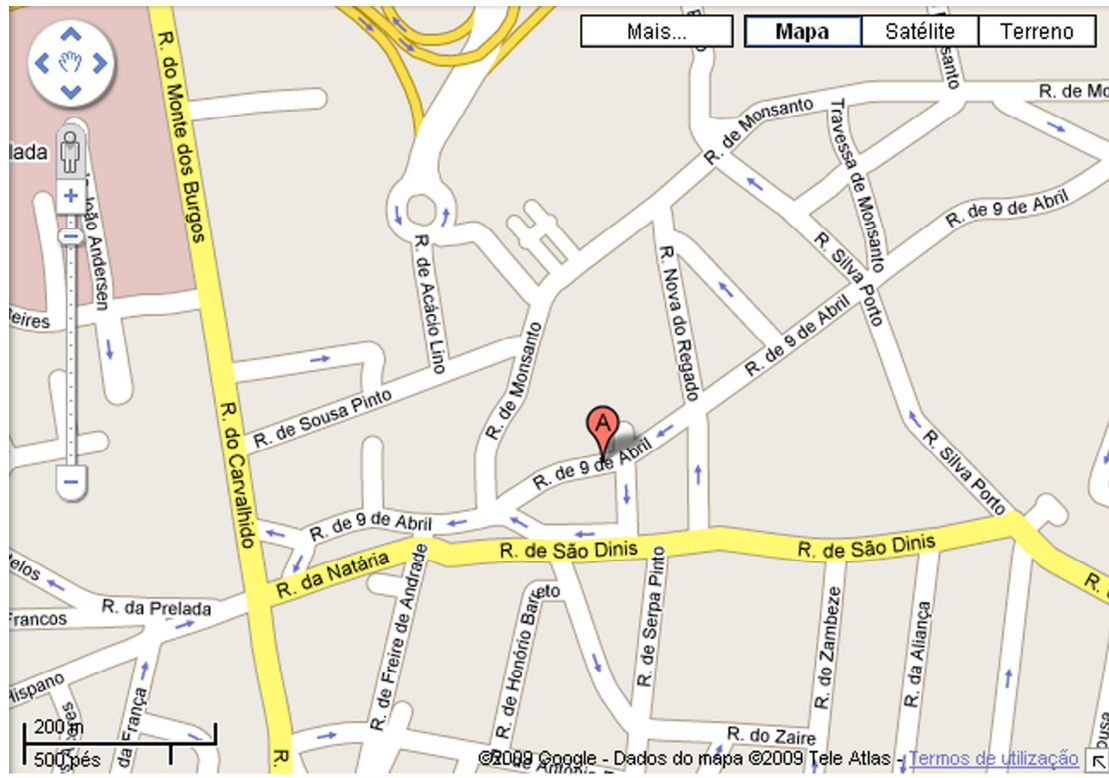 Mais...
Mapa
Satélite
Terreno
R. do Monte dos Burgos
R. de Monsanto
santo
R. de Mo
Travessa de Monsanto
lada
João Andersen
R. de 9 de Abril
R. de Acácio Lino
R. Silva Porto
R. Nova do Regado
eires
R. de 9 de Abril
R. de Monsanto
R. de Sousa Pinto
R. do Carvalhido
A
R. de 9 de Abril
R. Silva Porto
R. de 9 de Abril
R. de São Dinis
R. de São Dinis
R. da Natária
elos
R. da Prelada
Francos
R. de Freire de Andrade
R. de Honório Barreto
R. de Serpa Pinto
R. do Zambeze
R. da Aliança
Hispano
da França
R. do Zaire
R.
200 m
500 pés
©2009 Google - Dados do mapa ©2009 Tele Atlas - Termos de utilização